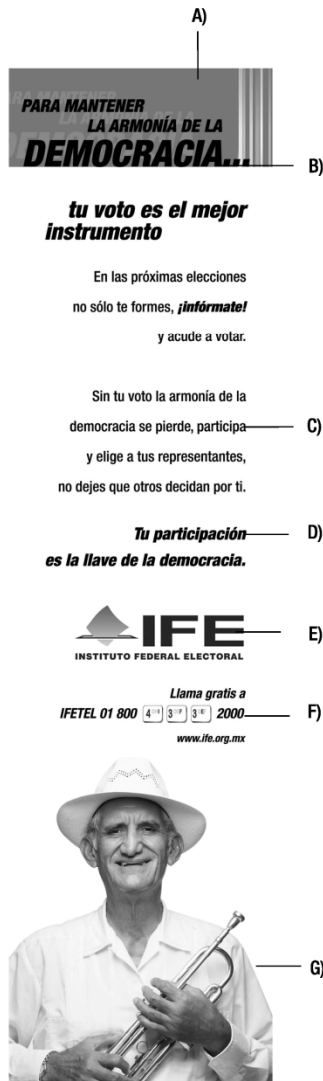 A)
PARA MANTENER
LA ARMONÍA DE LA
DEMOCRACIA...
B)
tu voto es el mejor
instrumento
En las próximas elecciones
no sólo te formes, ¡infórmate!
y acude a votar.
Sin tu voto la armonía de la
democracia se pierde, participa
C)
y elige a tus representantes,
no dejes que otros decidan por ti.
Tu participación
D)
es la llave de la democracia.
IFE
E)
INSTITUTO FEDERAL ELECTORAL
Llama gratis a
IFETEL 01 800 4 3 3 2000
F)
www.ife.org.mx
G)